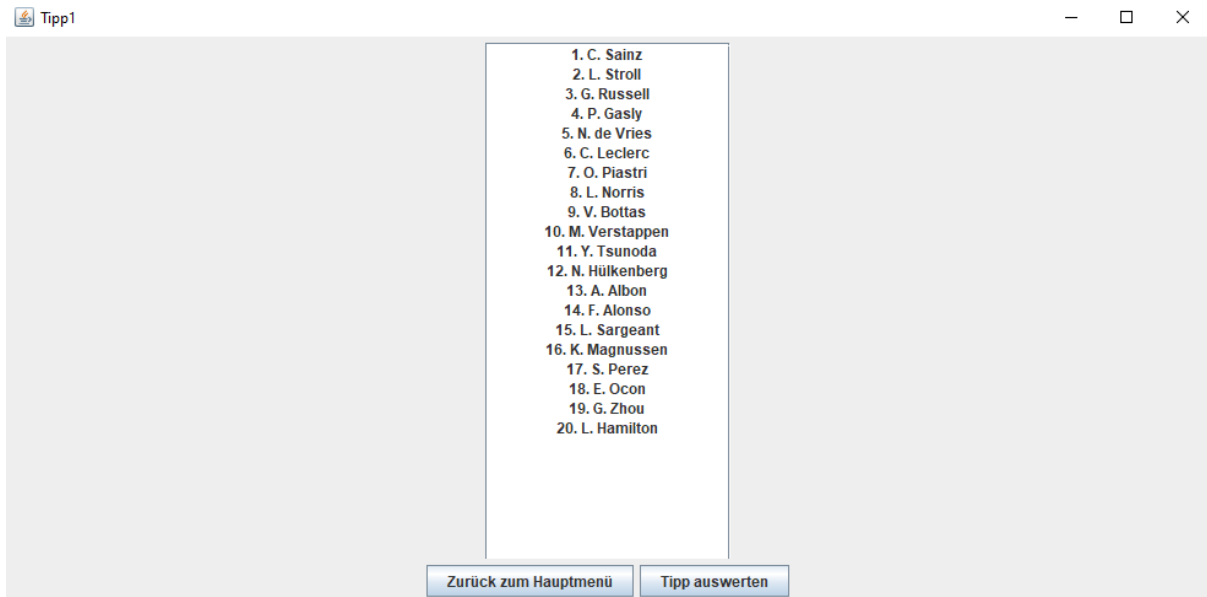 Tipp1
1. C. Sainz
2. L. Stroll
3. G. Russell
4. P. Gasly
5. N. de Vries
6. C. Leclerc
7. O. Piastri
8. L. Norris
9. V. Bottas
10. M. Verstappen
11. Y. Tsunoda
12. N. Hülkenberg
13. A. Albon
14. F. Alonso
15. L. Sargeant
16. K. Magnussen
17. S. Perez
18. E. Ocon
19. G. Zhou
20. L. Hamilton
Zurück zum Hauptmenü Tipp auswerten